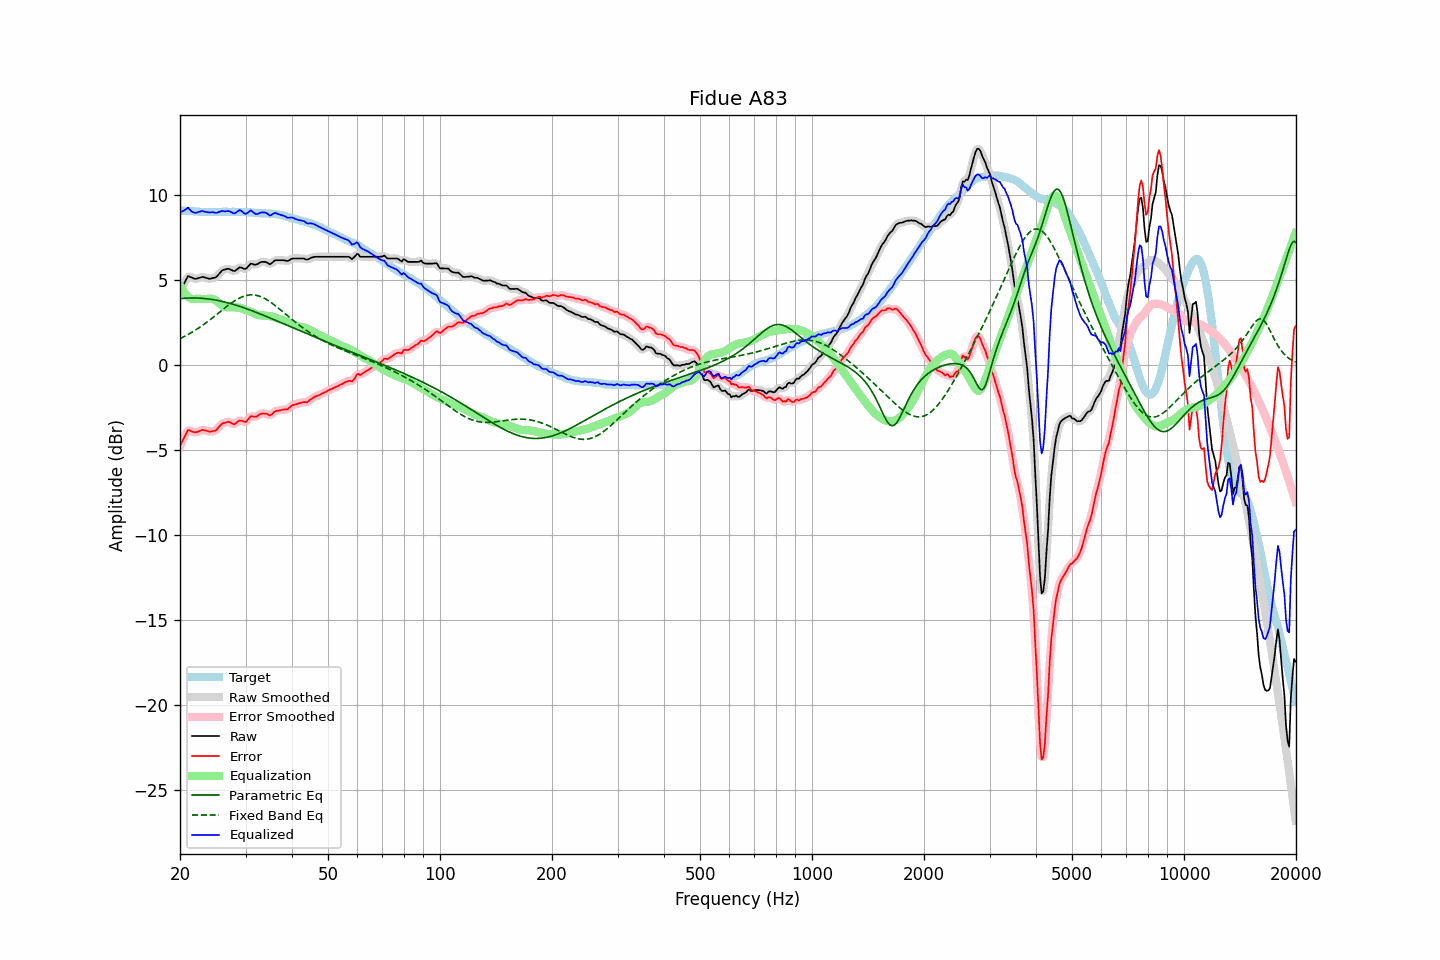 Fidue A83
Amplitude (dBr)
10
5
0
−5
−10
−15
−20
−25
20
50
100
200
500
1000
2000
5000
10000
20000
Frequency (Hz)
Target
Raw Smoothed
Error Smoothed
Raw
Error
Equalization
Parametric Eq
Fixed Band Eq
Equalized